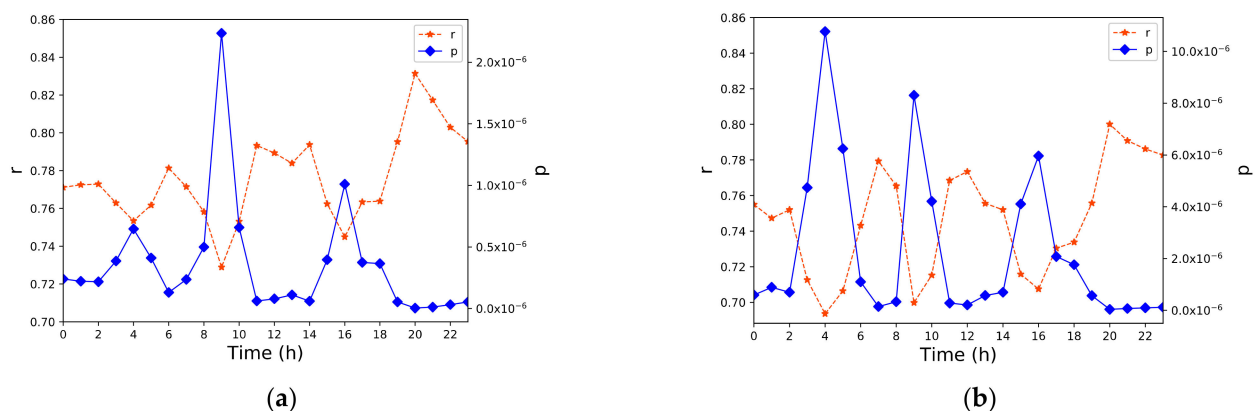 0.86
0.84
0.82
0.80
0.78
0.76
0.74
0.72
0.70
r
0 2 4 6 8 10 12 14 16 18 20 22
Time (h)
2.0x10⁻⁶
1.5x10⁻⁶
1.0x10⁻⁶
0.5x10⁻⁶
0.0x10⁻⁶
p
r
p
(a)
0.86
0.84
0.82
0.80
0.78
0.76
0.74
0.72
0.70
r
0 2 4 6 8 10 12 14 16 18 20 22
Time (h)
10.0x10⁻⁶
8.0x10⁻⁶
6.0x10⁻⁶
4.0x10⁻⁶
2.0x10⁻⁶
0.0x10⁻⁶
p
r
p
(b)